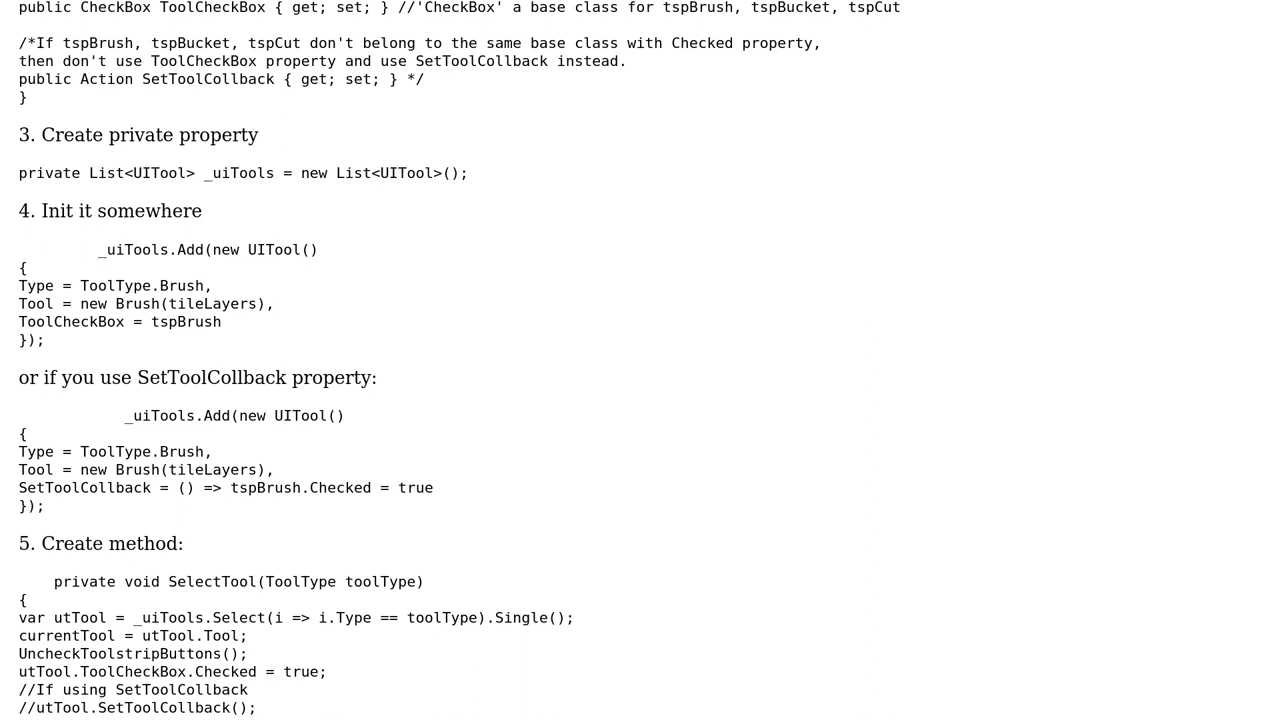 public CheckBox ToolCheckBox { get; set; } //'CheckBox' a base class for tspBrush, tspBucket, tspCut
/*If tspBrush, tspBucket, tspCut don't belong to the same base class with Checked property,
then don't use ToolCheckBox property and use SetToolCollback instead.
public Action SetToolCollback { get; set; } */
}
3. Create private property
private List<UITool> _uiTools = new List<UITool>();
4. Init it somewhere
_uiTools.Add(new UITool()
{
Type = ToolType.Brush,
Tool = new Brush(tileLayers),
ToolCheckBox = tspBrush
});
or if you use SetToolCollback property:
_uiTools.Add(new UITool()
{
Type = ToolType.Brush,
Tool = new Brush(tileLayers),
SetToolCollback = () => tspBrush.Checked = true
});
5. Create method:
private void SelectTool(ToolType toolType)
{
var utTool = _uiTools.Select(i => i.Type == toolType).Single();
currentTool = utTool.Tool;
UncheckToolstripButtons();
utTool.ToolCheckBox.Checked = true;
//If using SetToolCollback
//utTool.SetToolCollback();